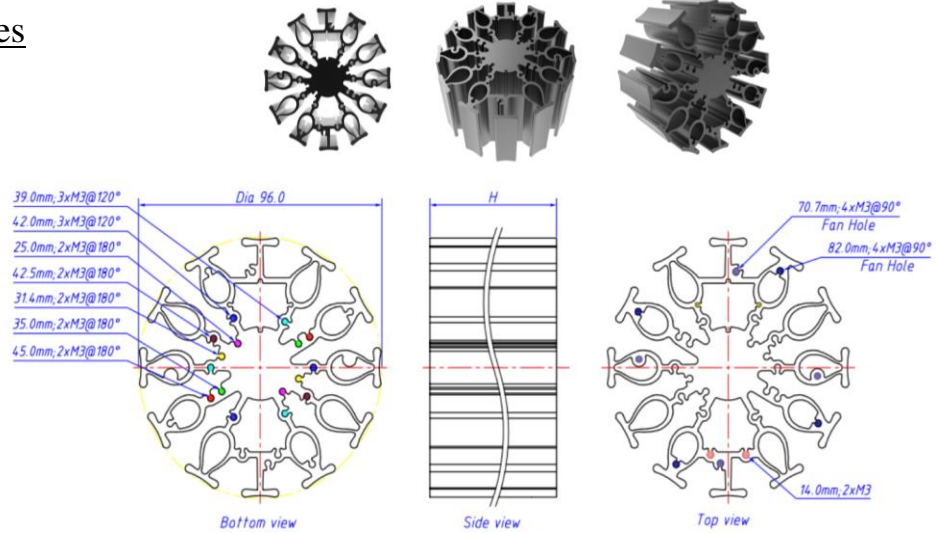 es
39.0mm;3xM3@120°
42.0mm;3xM3@120°
25.0mm;2xM3@180°
42.5mm;2xM3@180°
31.4mm;2xM3@180°
35.0mm;2xM3@180°
45.0mm;2xM3@180°
Dia 96.0
H
70.7mm;4xM3@90°
Fan Hole
82.0mm;4xM3@90°
Fan Hole
14.0mm;2xM3
Bottom view
Side view
Top view